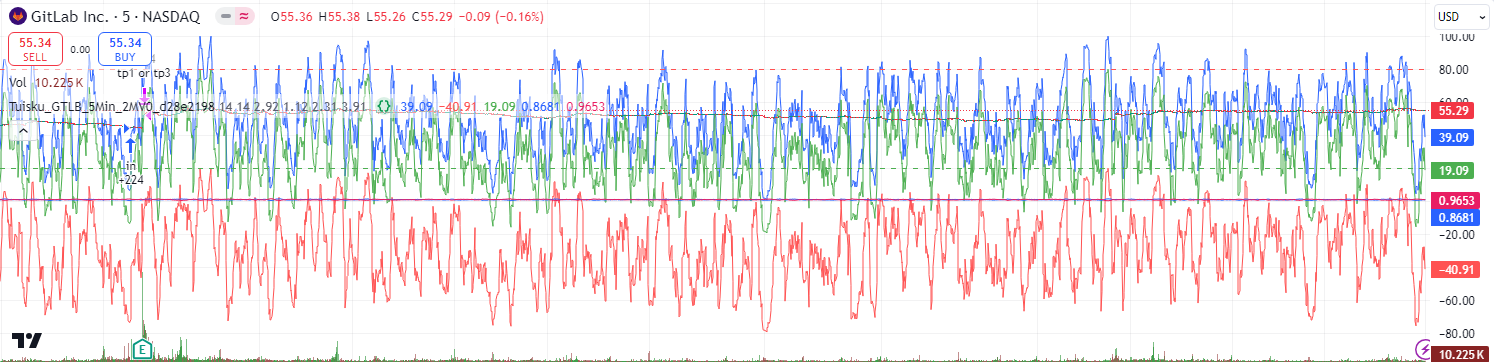 GitLab Inc. · 5 · NASDAQ O55.36 H55.38 L55.26 C55.29 −0.09 (−0.16%)
USD
55.34
SELL
0.00
55.34
BUY
4
tp1 or tp3
Vol 10.225 K
Tuisku_GTLB_5Min_2MV0_d28e2198 14 14 2.92 1.12 2.31 3.91 {} 39.09 −40.91 19.09 0.8681 0.9653
in
-224
E
100.00
80.00
60.00
55.29
39.09
19.09
0.9653
0.8681
−20.00
−40.91
−60.00
−80.00
10.225 K